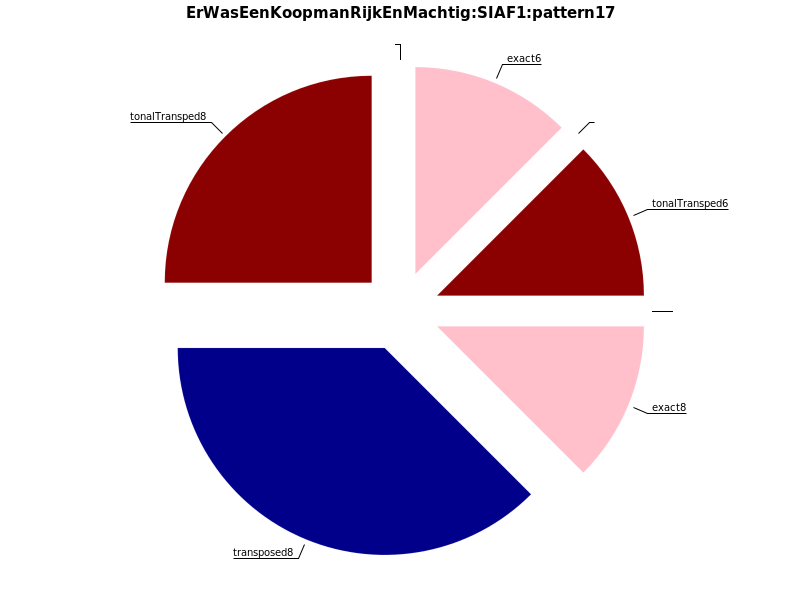 ErWasEenKoopmanRijkEnMachtig:SIAF1:pattern17
exact6
tonalTransped8
tonalTransped6
exact8
transposed8